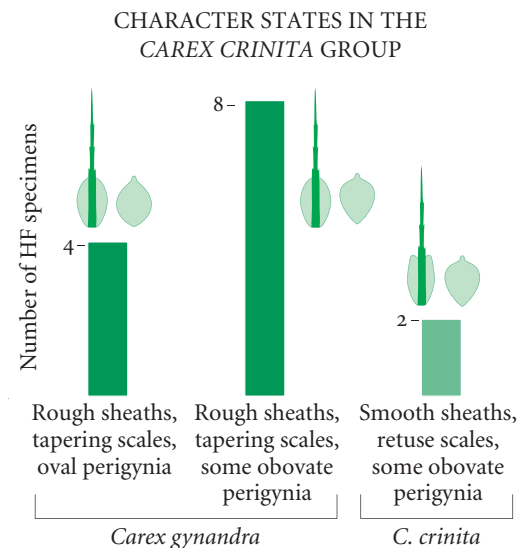 CHARACTER STATES IN THE
CAREX CRINITA GROUP
Number of HF specimens
8
4
2
Rough sheaths,
tapering scales,
oval perigynia
Rough sheaths,
tapering scales,
some obovate
perigynia
Smooth sheaths,
retuse scales,
some obovate
perigynia
Carex gynandra
C. crinita